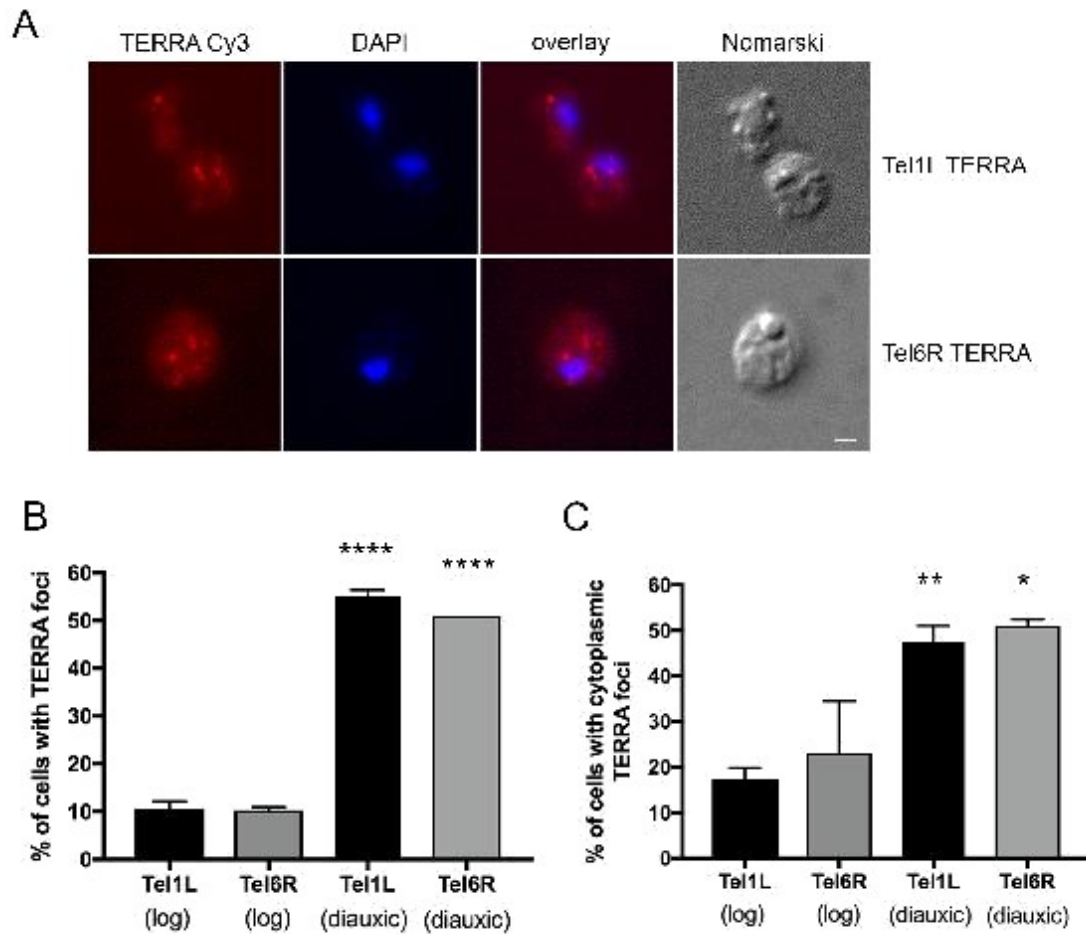 A
TERRA Cy3 DAPI overlay Nomarski
Tel1L TERRA
Tel6R TERRA
B
% of cells with TERRA foci
**** ****
60
50
40
30
20
10
0
Tel1L Tel6R Tel1L Tel6R
(log) (log) (diauxic) (diauxic)
C
% of cells with cytoplasmic
TERRA foci
** *
60
50
40
30
20
10
0
Tel1L Tel6R Tel1L Tel6R
(log) (log) (diauxic) (diauxic)